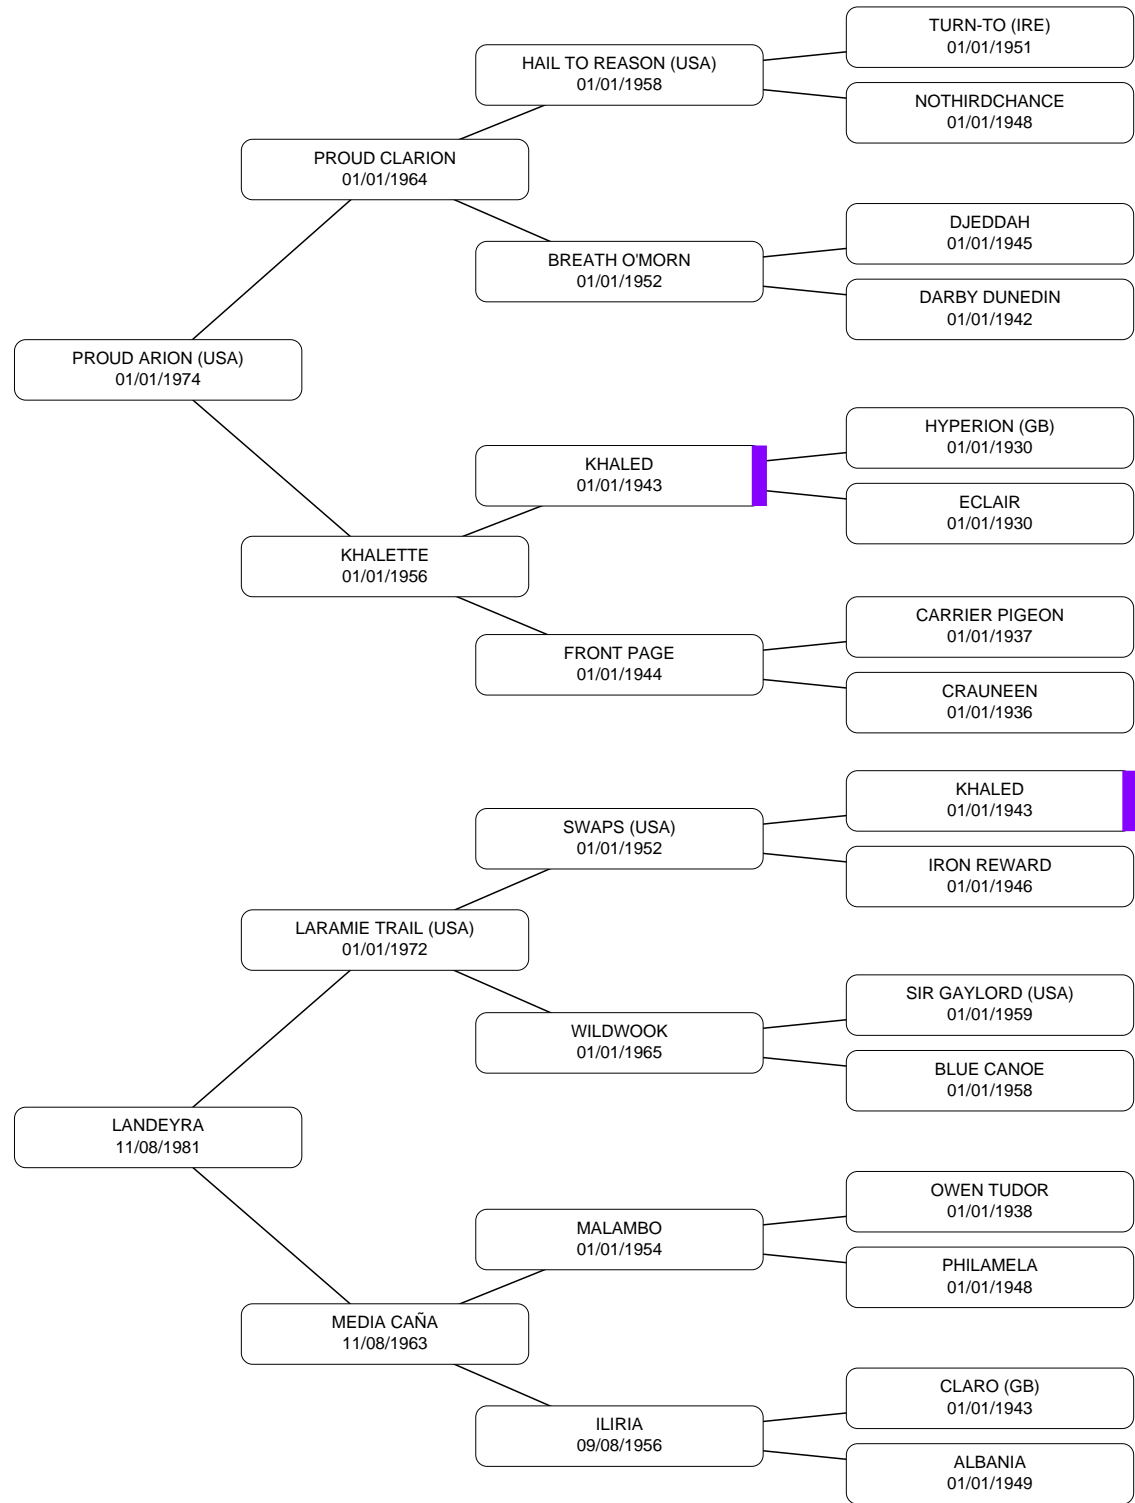 TURN-TO (IRE)
01/01/1951
HAIL TO REASON (USA)
01/01/1958
NOTHIRDCHANCE
01/01/1948
PROUD CLARION
01/01/1964
DJEDDAH
01/01/1945
BREATH O'MORN
01/01/1952
DARBY DUNEDIN
01/01/1942
PROUD ARION (USA)
01/01/1974
HYPERION (GB)
01/01/1930
KHALED
01/01/1943
ECLAIR
01/01/1930
KHALETTE
01/01/1956
CARRIER PIGEON
01/01/1937
FRONT PAGE
01/01/1944
CRAUNEEN
01/01/1936
KHALED
01/01/1943
SWAPS (USA)
01/01/1952
IRON REWARD
01/01/1946
LARAMIE TRAIL (USA)
01/01/1972
SIR GAYLORD (USA)
01/01/1959
WILDWOOK
01/01/1965
BLUE CANOE
01/01/1958
LANDEYRA
11/08/1981
OWEN TUDOR
01/01/1938
MALAMBO
01/01/1954
PHILAMELA
01/01/1948
MEDIA CAÑA
11/08/1963
CLARO (GB)
01/01/1943
ILIRIA
09/08/1956
ALBANIA
01/01/1949